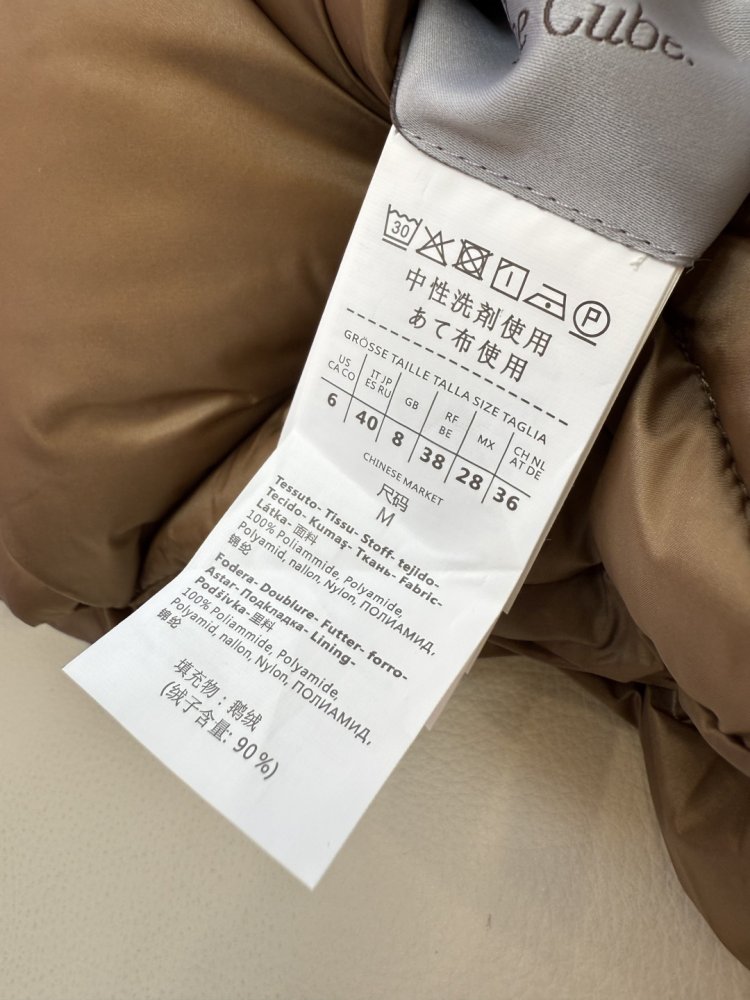 Cube.
30 P
中性洗剤使用
あて布使用
GRÖSSE TAILLE TALLA SIZE TAGLIA
US IT JP GB RF MX CH NL
CA CO ES RU BE AT DE
6 40 8 38 28 36
CHINESE MARKET
尺码
M
Tessuto- Tissu- Stoff- tejido-
Tecido- Kumaş- Ткань- Fabric-
Látka- 面料
100% Poliammide, Polyamide,
Polyamid, nallon, Nylon, ПОЛИАМИД,
锦纶
Fodera- Doublure- Futter- forro-
Astar- Подкладка- Lining-
Podšívka- 里料
100% Poliammide, Polyamide,
Polyamid, nallon, Nylon, ПОЛИАМИД,
锦纶
填充物：鹅绒
(绒子含量: 90%)